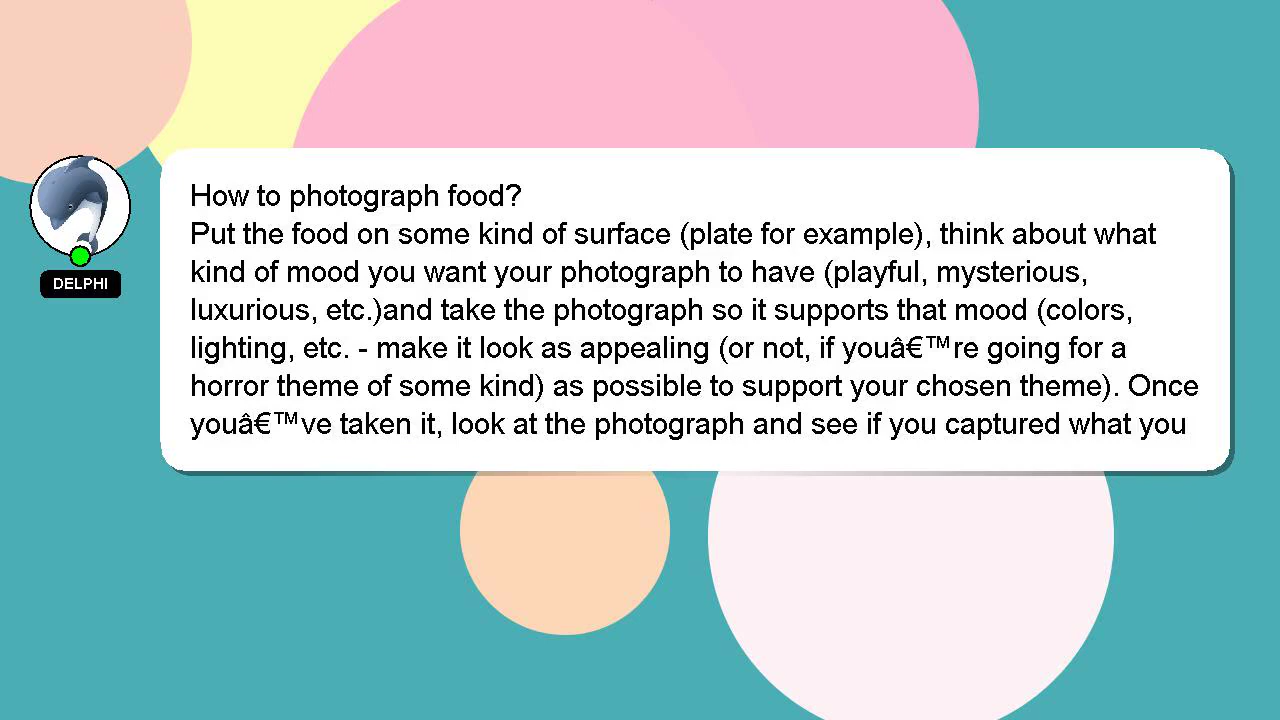 How to photograph food?
Put the food on some kind of surface (plate for example), think about what
kind of mood you want your photograph to have (playful, mysterious,
luxurious, etc.)and take the photograph so it supports that mood (colors,
lighting, etc. - make it look as appealing (or not, if youâ€™re going for a
horror theme of some kind) as possible to support your chosen theme). Once
youâ€™ve taken it, look at the photograph and see if you captured what you
DELPHI